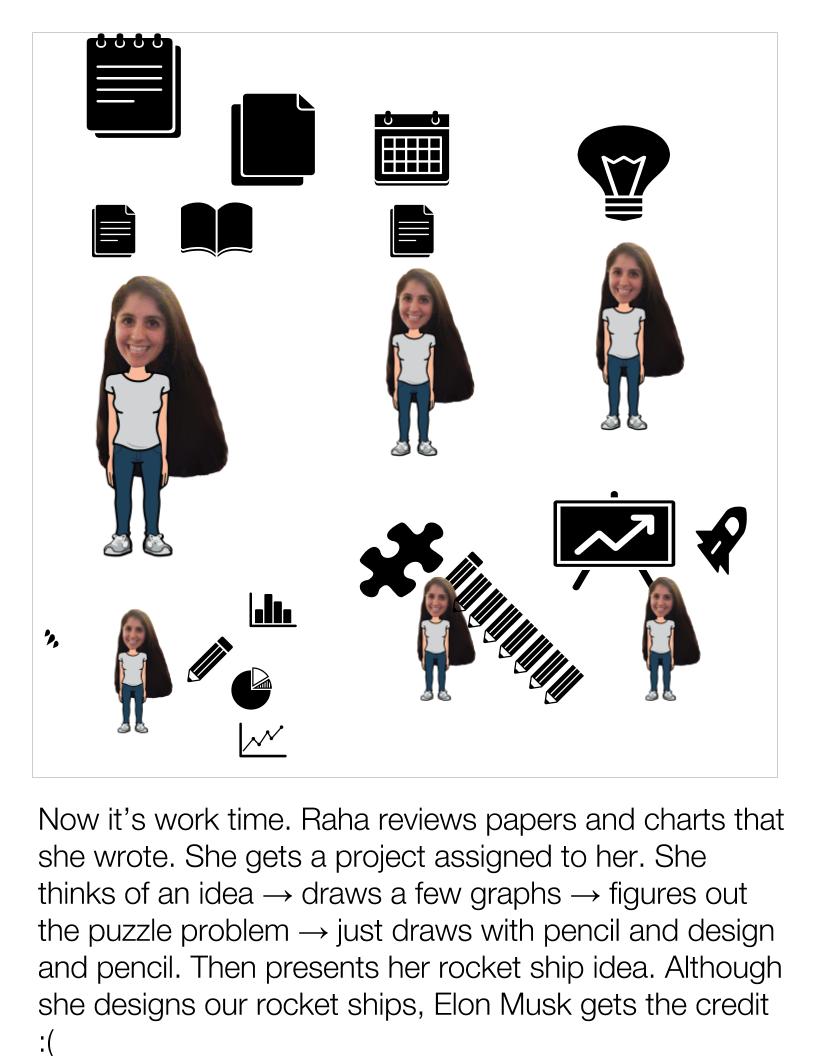 Now it’s work time. Raha reviews papers and charts that
she wrote. She gets a project assigned to her. She
thinks of an idea → draws a few graphs → figures out
the puzzle problem → just draws with pencil and design
and pencil. Then presents her rocket ship idea. Although
she designs our rocket ships, Elon Musk gets the credit
:(